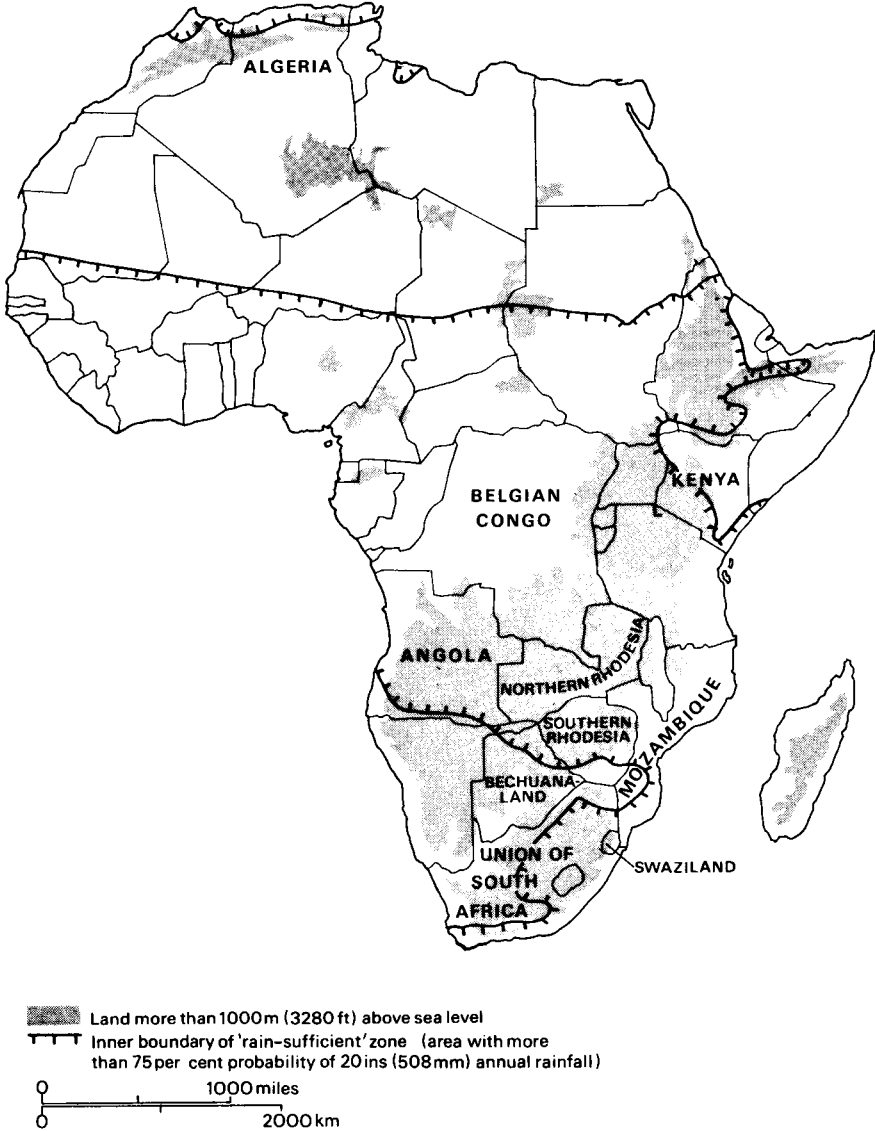 ALGERIA
KENYA
BELGIAN
CONGO
ANGOLA
NORTHERN RHODESIA
SOUTHERN
RHODESIA
MOZAMBIQUE
BECHUANA-
LAND
UNION OF
SOUTH
AFRICA
SWAZILAND
Land more than 1000m (3280 ft) above sea level
Inner boundary of 'rain-sufficient' zone (area with more
than 75 per cent probability of 20 ins (508 mm) annual rainfall)
0 1000 miles
0 2000 km